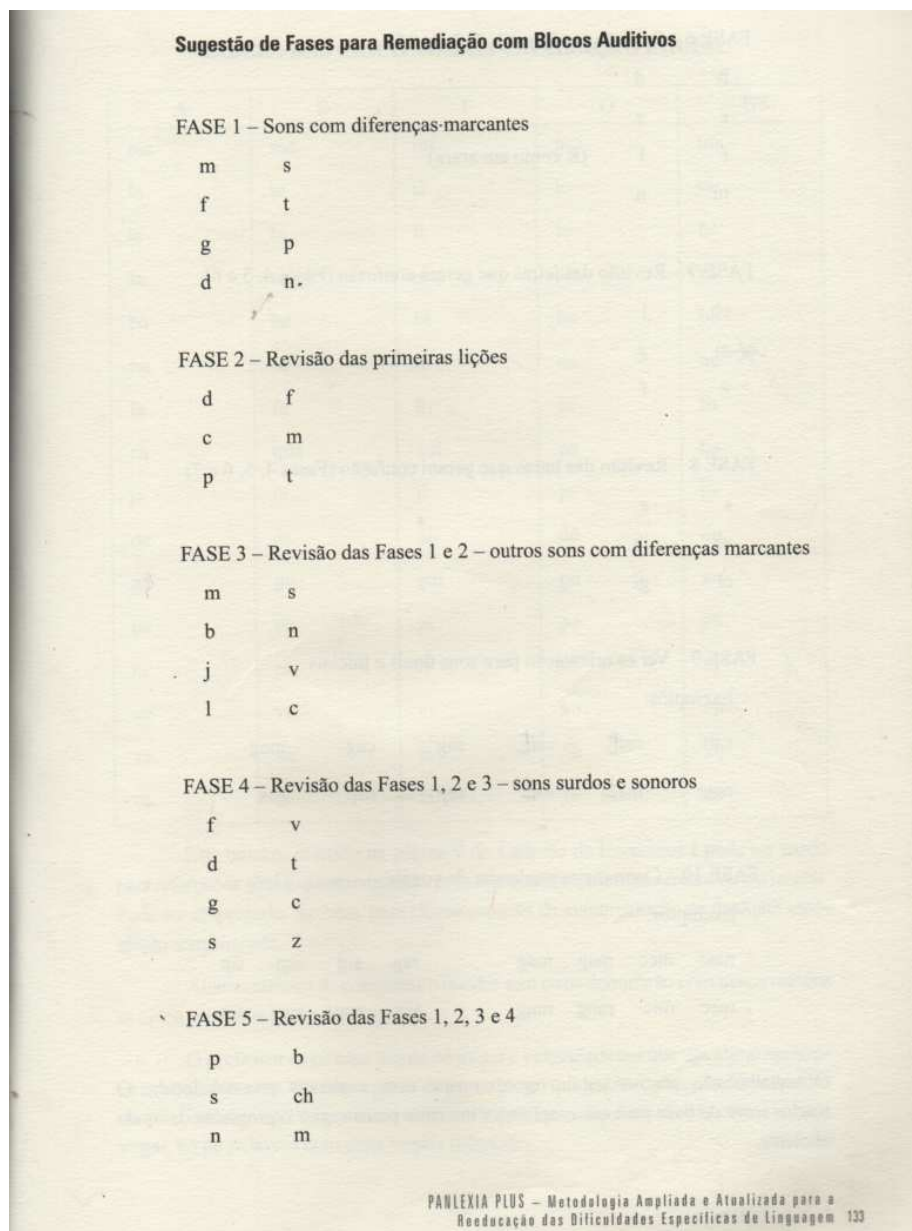 Sugestão de Fases para Remediação com Blocos Auditivos
FASE 1 – Sons com diferenças marcantes
m s
f t
g p
d n
FASE 2 – Revisão das primeiras lições
d f
c m
p t
FASE 3 – Revisão das Fases 1 e 2 – outros sons com diferenças marcantes
m s
b n
j v
l c
FASE 4 – Revisão das Fases 1, 2 e 3 – sons surdos e sonoros
f v
d t
g c
s z
FASE 5 – Revisão das Fases 1, 2, 3 e 4
p b
s ch
n m
PANLEXIA PLUS – Metodologia Ampliada e Atualizada para a
Reeducação das Dificuldades Específicas de Linguagem 133